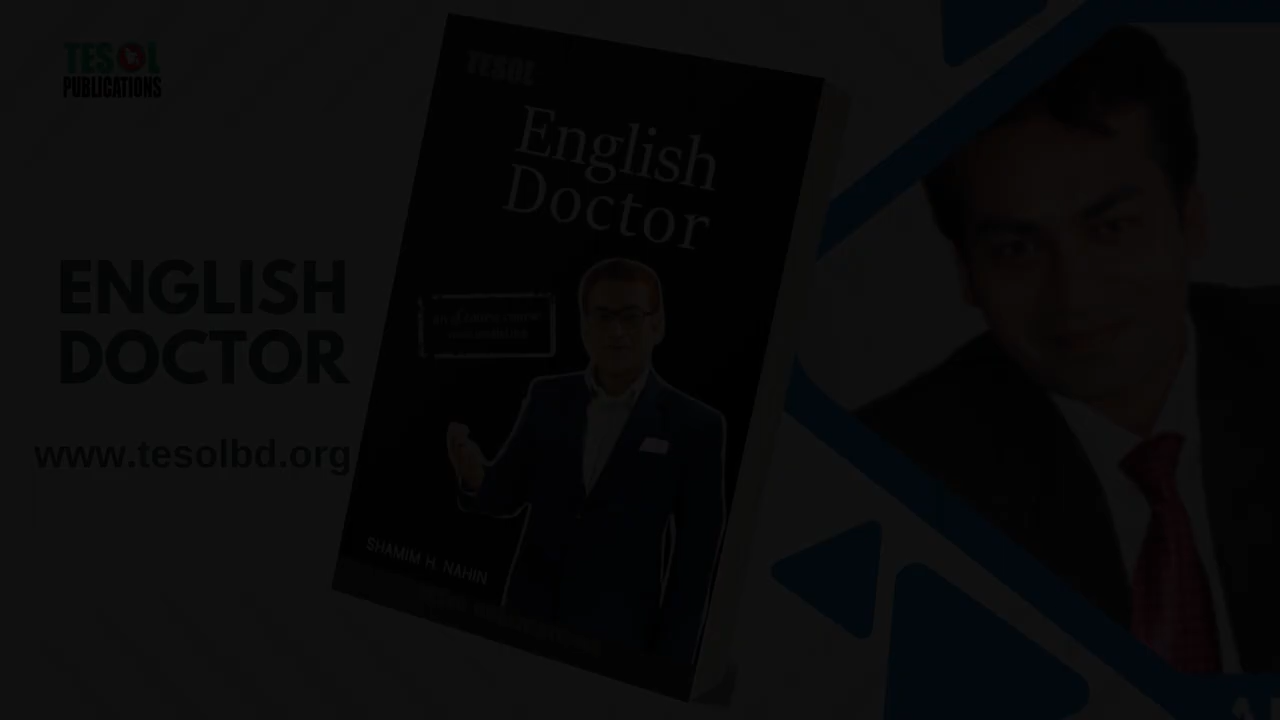 TESOL
PUBLICATIONS
ENGLISH
DOCTOR
www.tesolbd.org
TESOL
English
Doctor
SHAMIM H. NAHIN